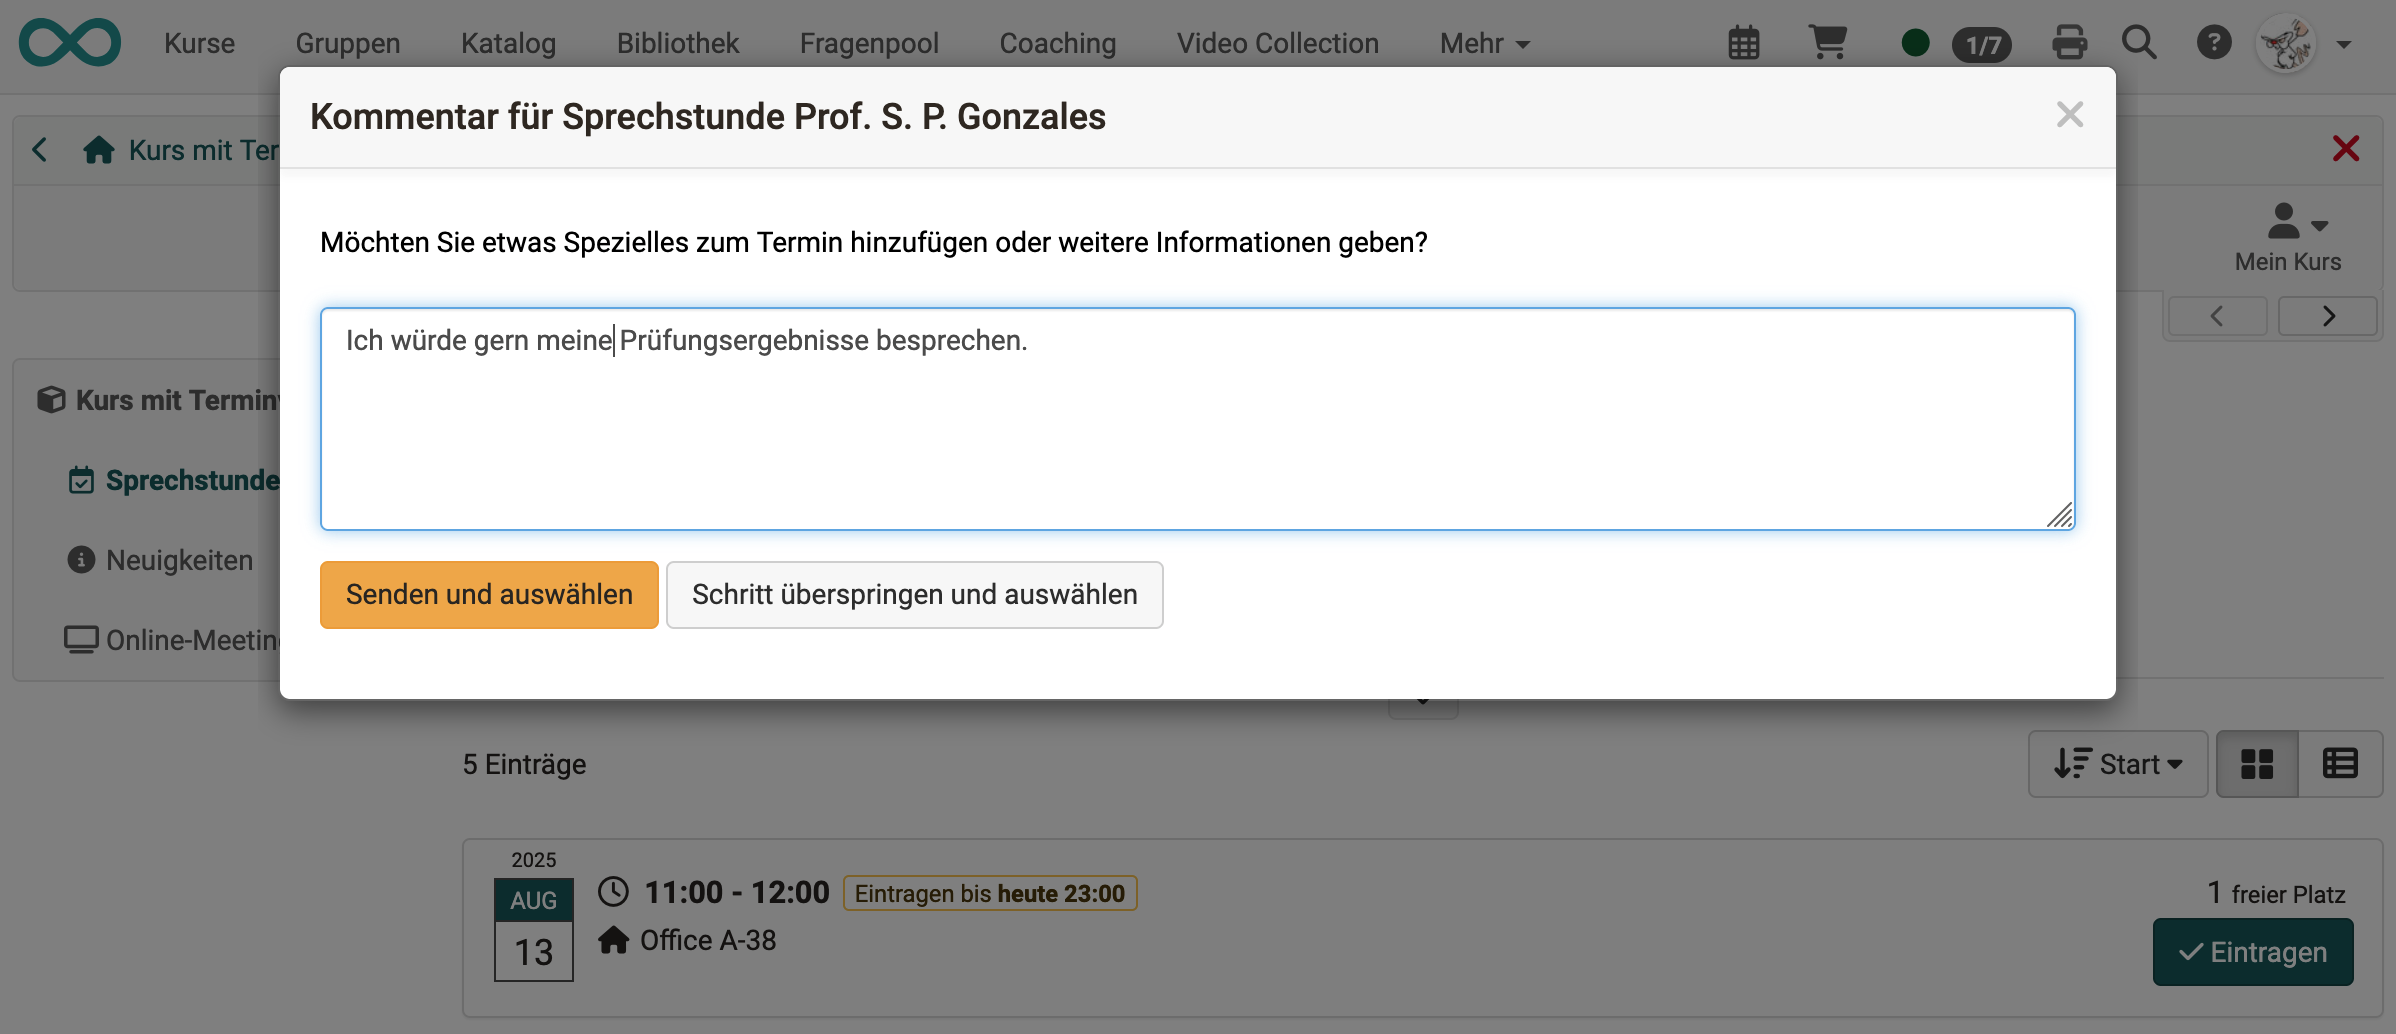 Kurse Gruppen Katalog Bibliothek Fragenpool Coaching Video Collection Mehr 1/7
Kommentar für Sprechstunde Prof. S. P. Gonzales
Kurs mit Ter
Möchten Sie etwas Spezielles zum Termin hinzufügen oder weitere Informationen geben?
Mein Kurs
Ich würde gern meine Prüfungsergebnisse besprechen.
Kurs mit Termin
Sprechstunde
Neuigkeiten
Senden und auswählen Schritt überspringen und auswählen
Online-Meetin
5 Einträge
Start
2025
AUG
13
11:00 - 12:00 Eintragen bis heute 23:00
Office A-38
1 freier Platz
Eintragen